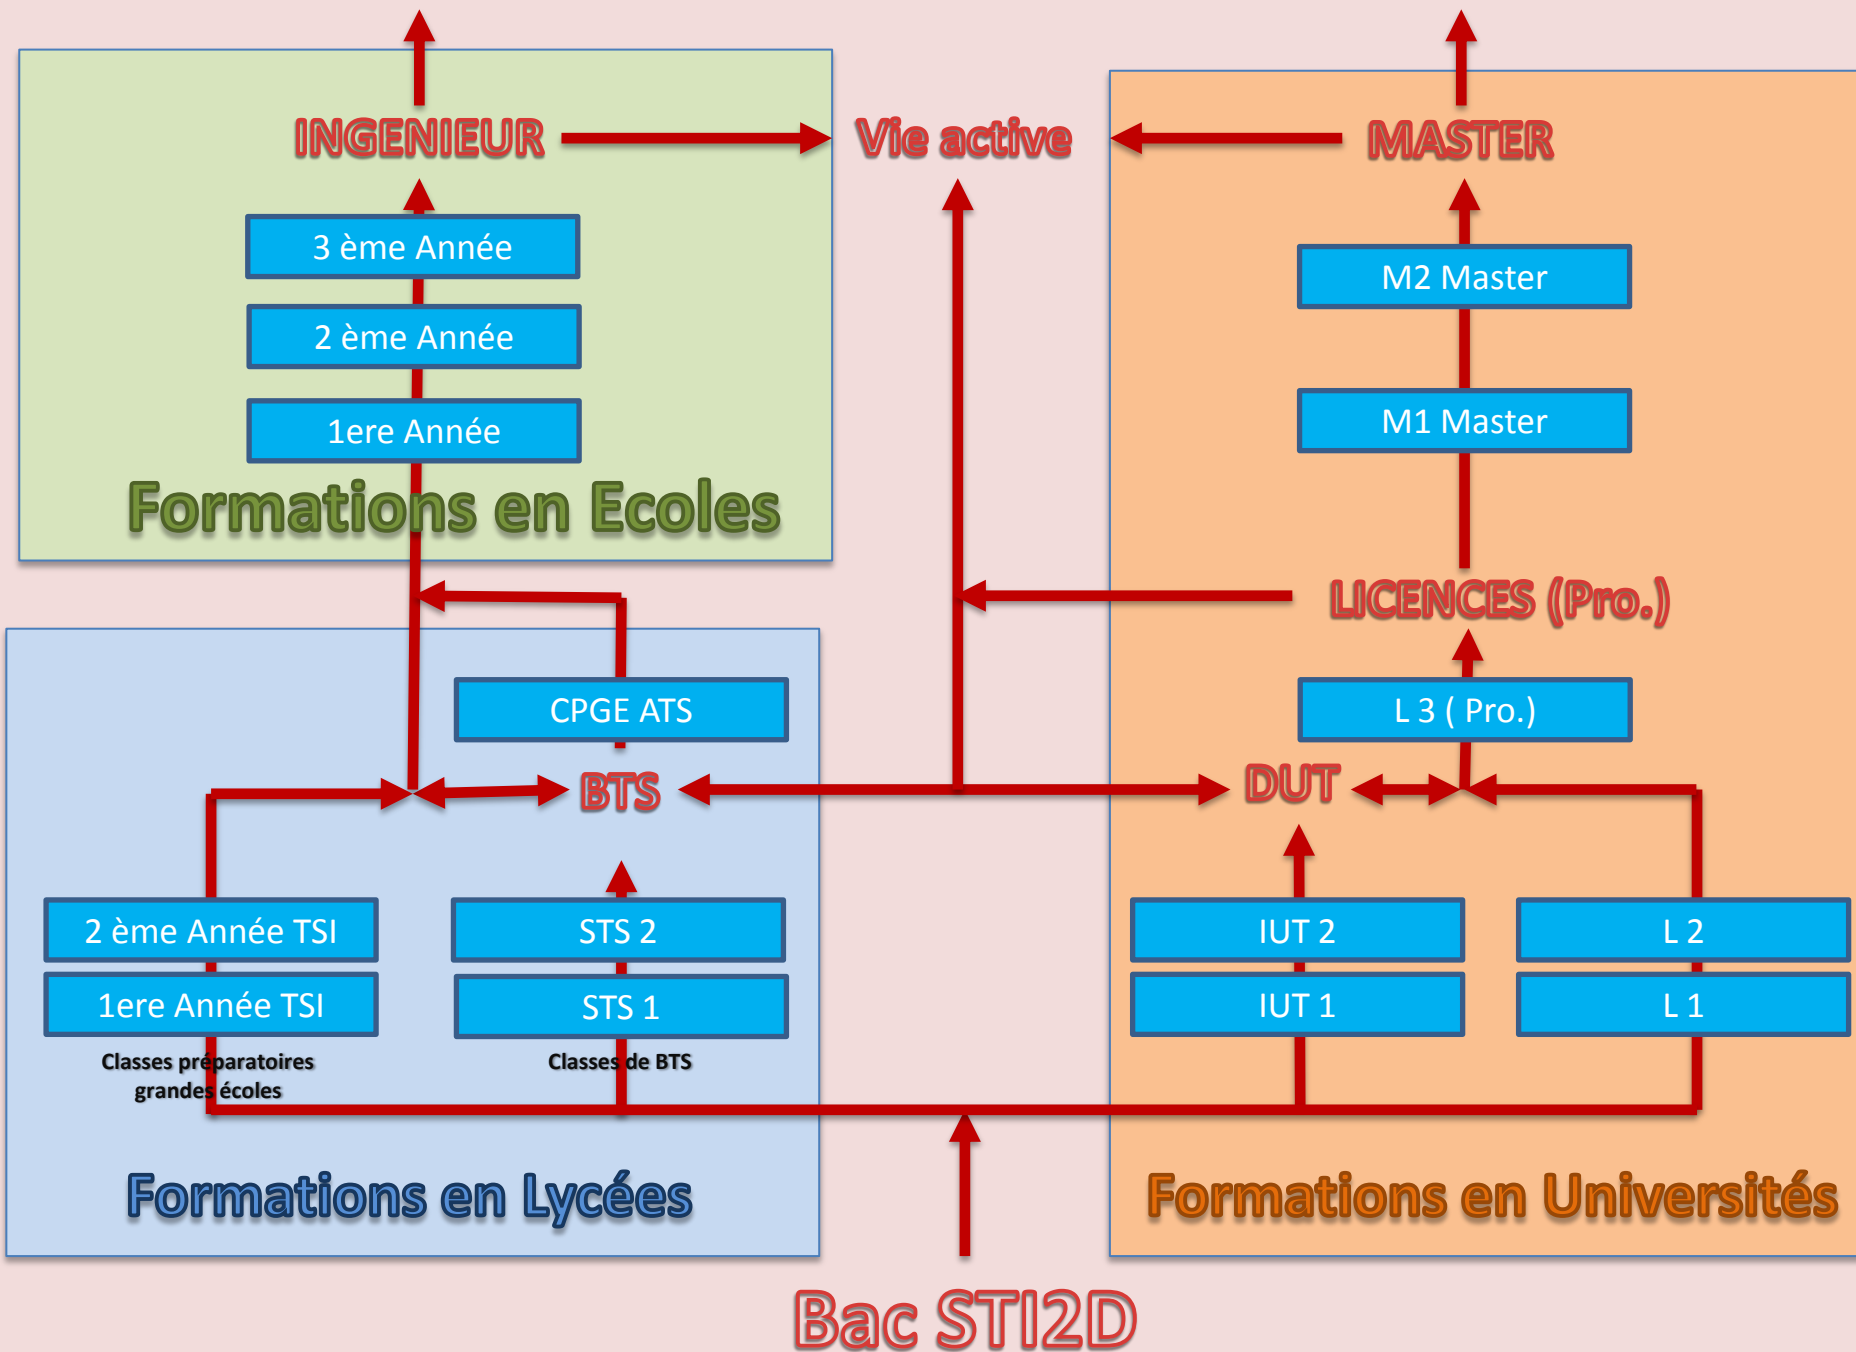 INGENIEUR
Vie active
MASTER
3 ème Année
M2 Master
2 ème Année
1ere Année
M1 Master
Formations en Ecoles
LICENCES (Pro.)
CPGE ATS
L 3 ( Pro.)
BTS
DUT
2 ème Année TSI
STS 2
IUT 2
L 2
1ere Année TSI
STS 1
IUT 1
L 1
Classes préparatoires
grandes écoles
Classes de BTS
Formations en Lycées
Formations en Universités
Bac STI2D